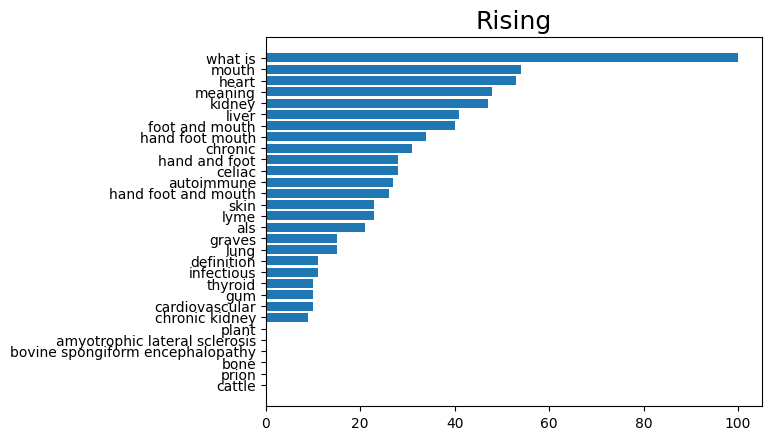 Rising
what is
mouth
heart
meaning
kidney
liver
foot and mouth
hand foot mouth
chronic
hand and foot
celiac
autoimmune
hand foot and mouth
skin
lyme
als
graves
lung
definition
infectious
thyroid
gum
cardiovascular
chronic kidney
plant
amyotrophic lateral sclerosis
bovine spongiform encephalopathy
bone
prion
cattle
0 20 40 60 80 100